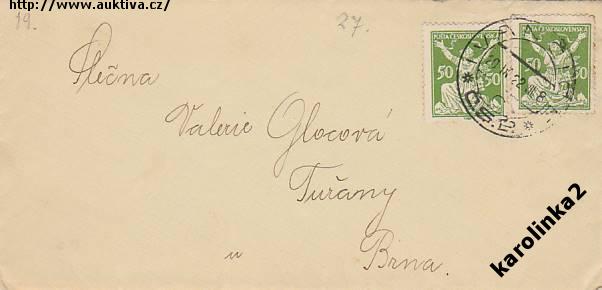 http://www.auktiva.cz/
19.
27.
POŠTA ČESKOSLOVENSKÁ
50 50
POŠTA ČESKOSLOVENSKÁ
50 50
Č.S.P.
Slečna
Valerie Glocová
Tuřany
u Brna.
karolinka2